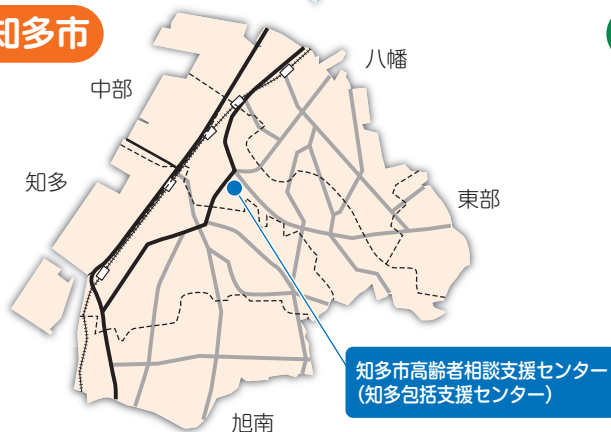 知多市
八幡
中部
知多
東部
知多市高齢者相談支援センター
(知多包括支援センター)
旭南